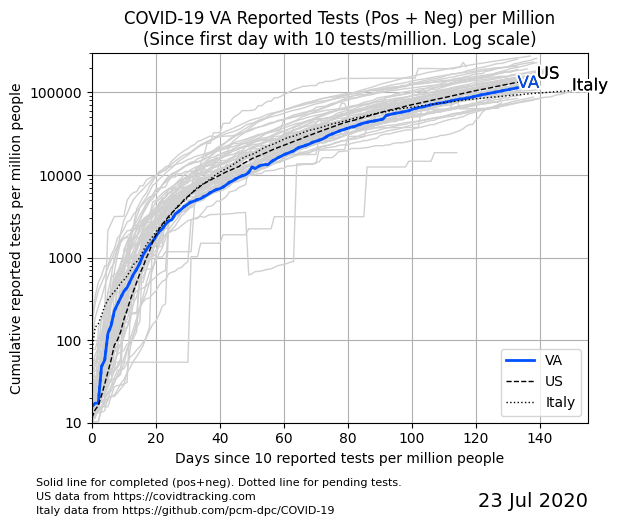 COVID-19 VA Reported Tests (Pos + Neg) per Million
(Since first day with 10 tests/million. Log scale)
Cumulative reported tests per million people
100000
10000
1000
100
10
US
VA
Italy
VA
US
Italy
0 20 40 60 80 100 120 140
Days since 10 reported tests per million people
Solid line for completed (pos+neg). Dotted line for pending tests.
US data from https://covidtracking.com
Italy data from https://github.com/pcm-dpc/COVID-19
23 Jul 2020